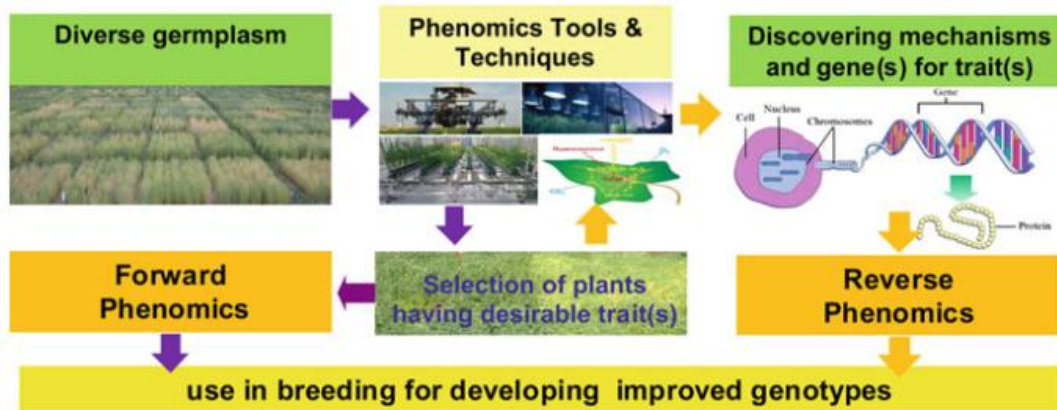 Diverse germplasm
Phenomics Tools &
Techniques
Discovering mechanisms
and gene(s) for trait(s)
Gene
Cell
Nucleus
Chromosomes
Protein
Forward
Phenomics
Selection of plants
having desirable trait(s)
Reverse
Phenomics
use in breeding for developing improved genotypes